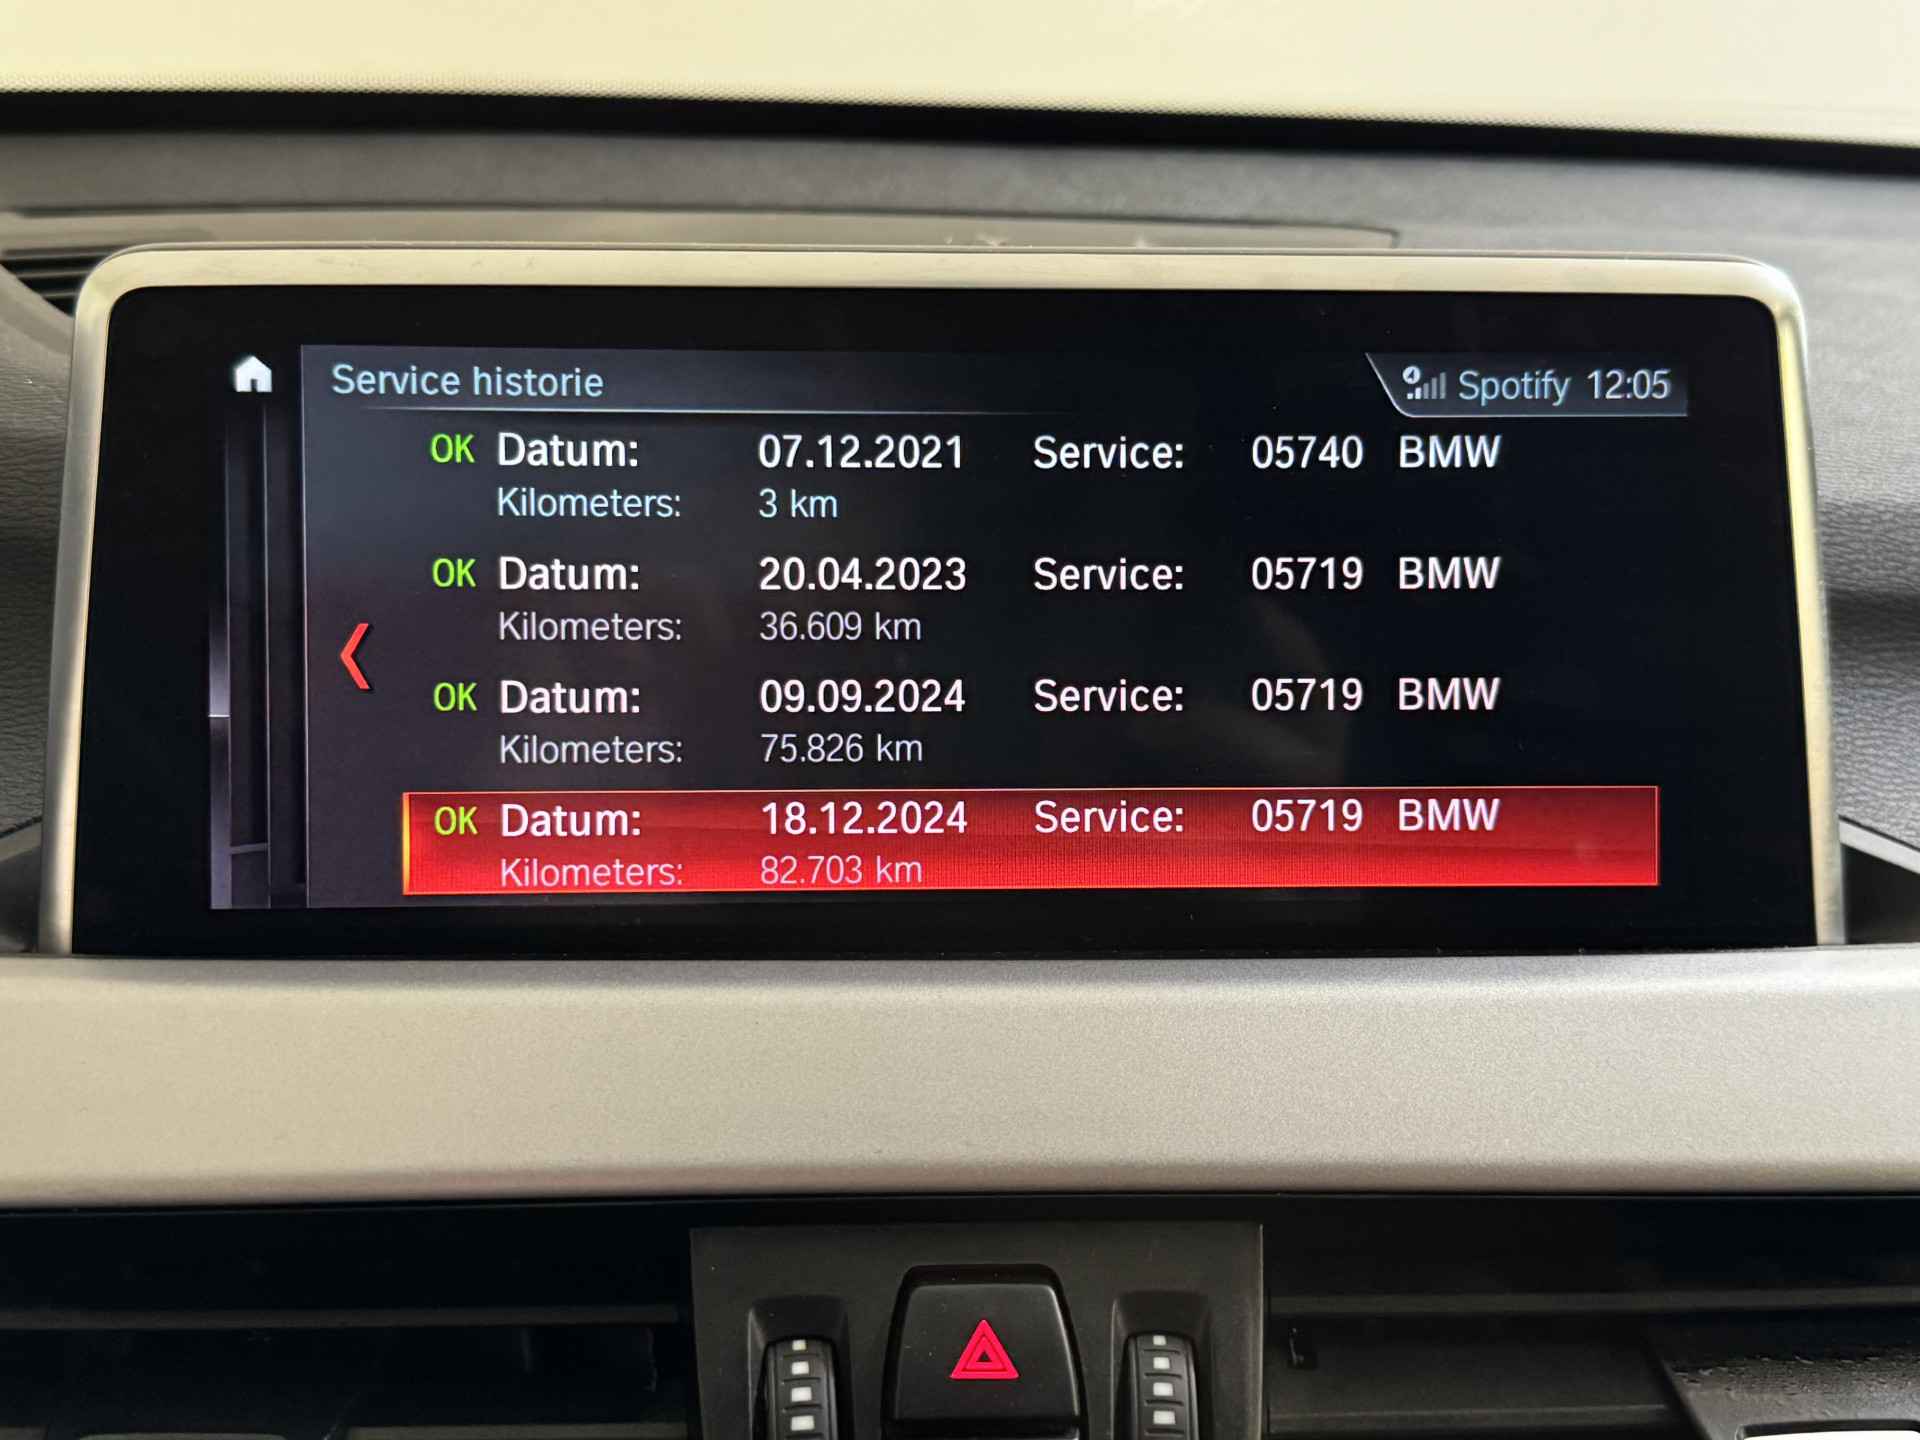 Service historie
Spotify 12:05
OK Datum: 07.12.2021 Service: 05740 BMW
Kilometers: 3 km
OK Datum: 20.04.2023 Service: 05719 BMW
Kilometers: 36.609 km
OK Datum: 09.09.2024 Service: 05719 BMW
Kilometers: 75.826 km
OK Datum: 18.12.2024 Service: 05719 BMW
Kilometers: 82.703 km